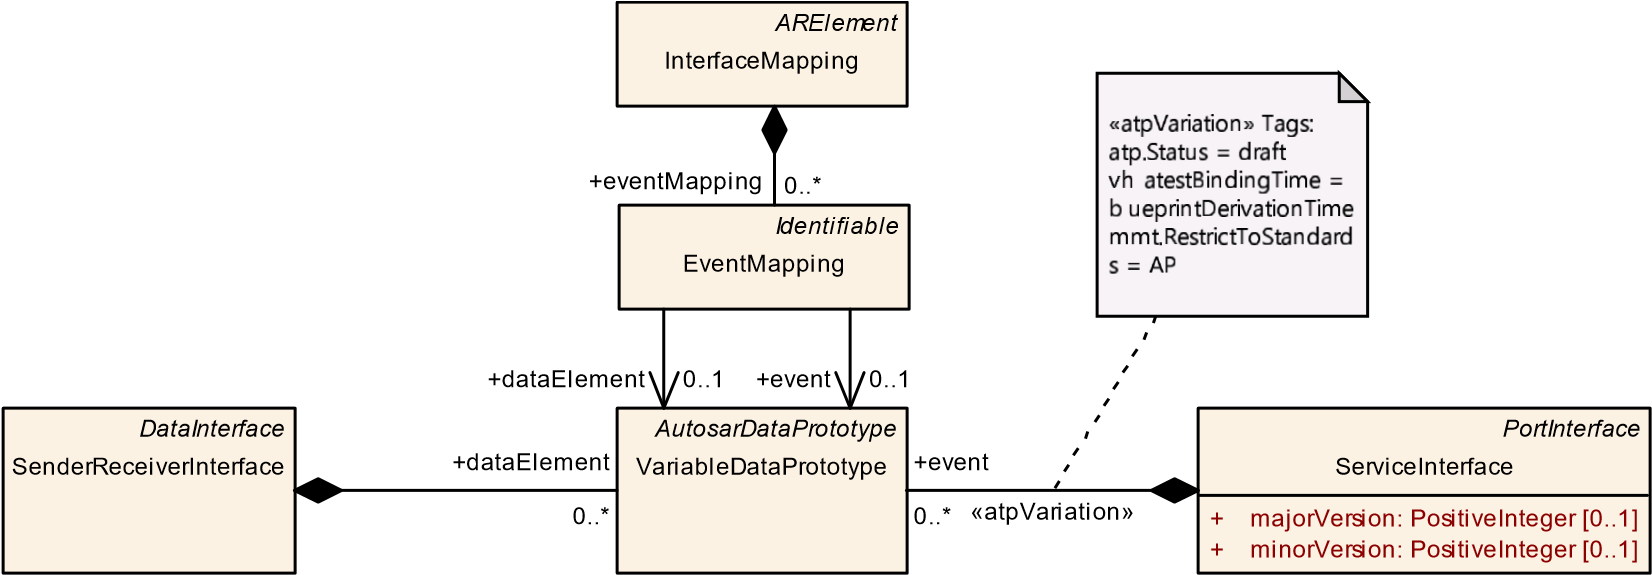 ARElement
InterfaceMapping
«atpVariation» Tags:
atp.Status = draft
vh atestBindingTime =
b ueprintDerivationTime
mmt.RestrictToStandard
s = AP
+eventMapping
0..*
Identifiable
EventMapping
+dataElement
0..1
+event
0..1
DataInterface
SenderReceiverInterface
AutosarDataPrototype
VariableDataPrototype
PortInterface
ServiceInterface
+dataElement
0..*
+event
0..*
«atpVariation»
+ majorVersion: PositiveInteger [0..1]
+ minorVersion: PositiveInteger [0..1]